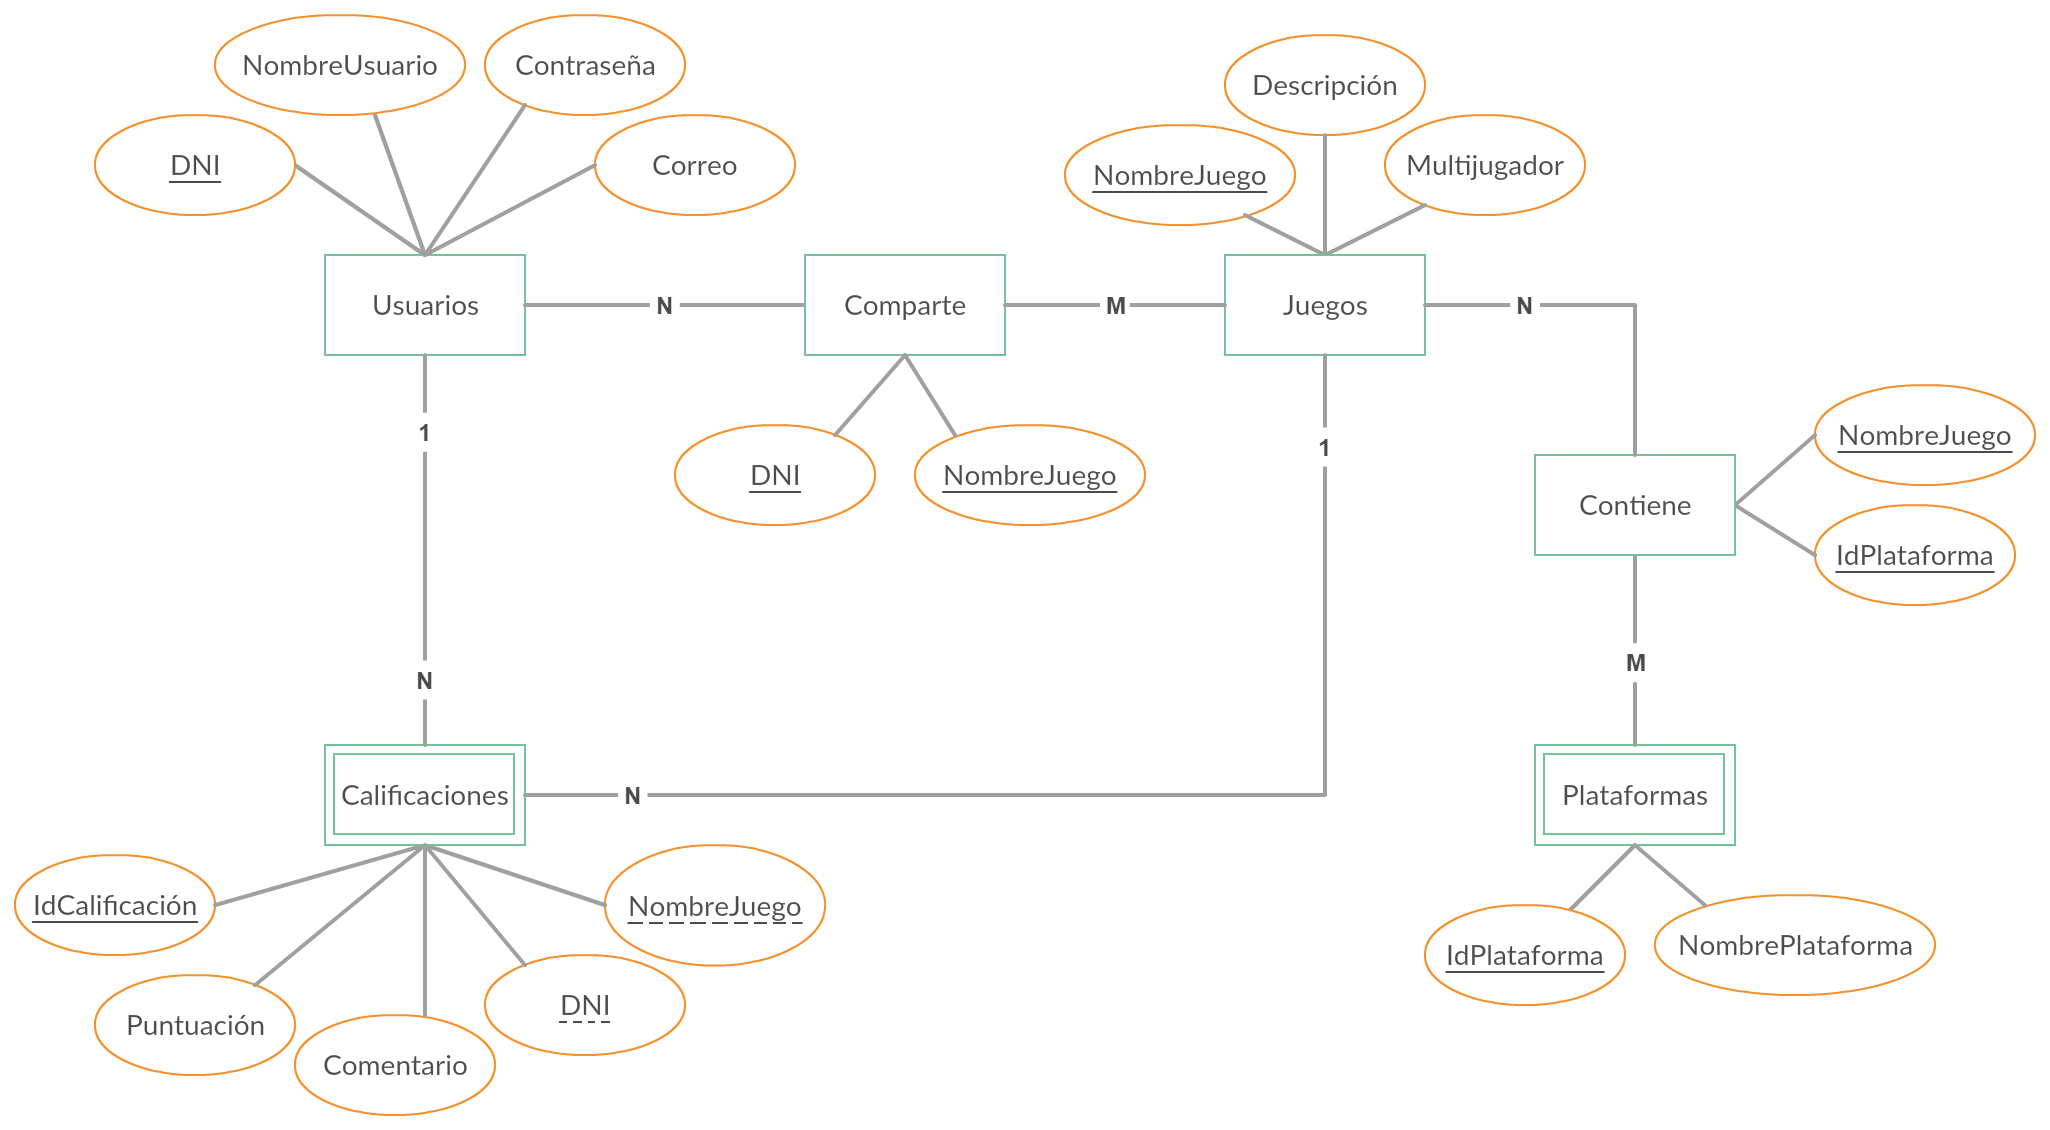 NombreUsuario
Contraseña
DNI
Correo
Descripción
NombreJuego
Multijugador
Usuarios
N
Comparte
M
Juegos
N
1
1
DNI
NombreJuego
NombreJuego
Contiene
IdPlataforma
N
M
Calificaciones
N
Plataformas
IdCalificación
NombreJuego
Puntuación
Comentario
DNI
IdPlataforma
NombrePlataforma